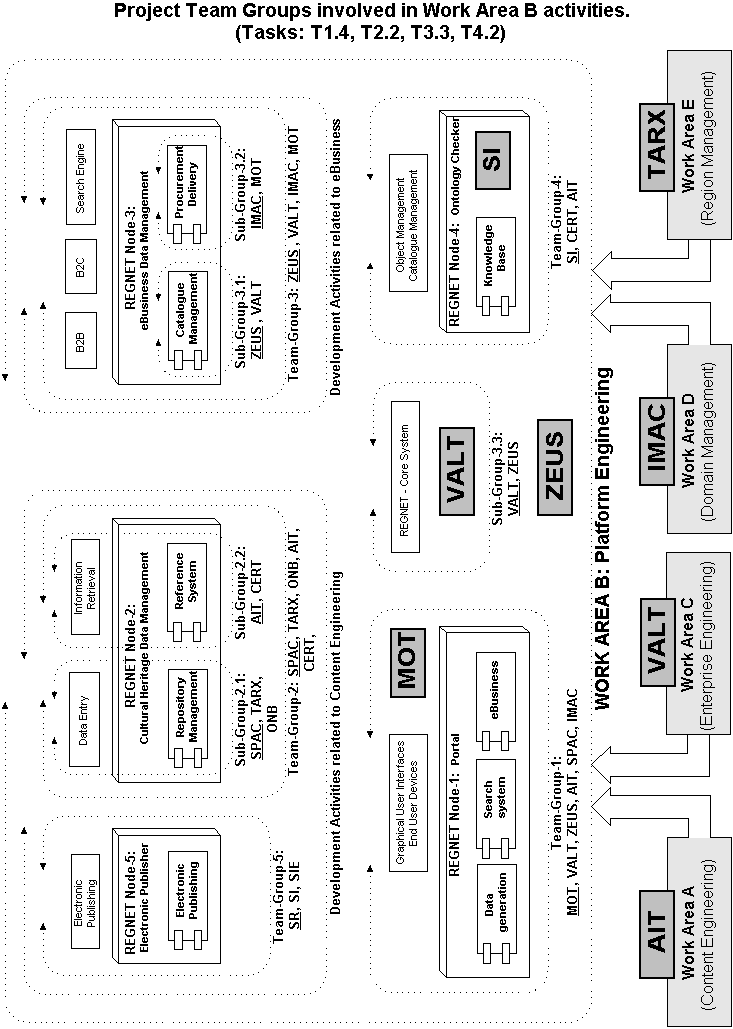 Project Team Groups involved in Work Area B activities.
(Tasks: T1.4, T2.2, T3.3, T4.2)
Electronic
Publishing
REGNET Node-5:
Electronic Publisher
Electronic
Publishing
Team-Group-5:
SR, SI, SIE
Data Entry
Information
Retrieval
REGNET Node-2:
Cultural Heritage Data Management
Repository
Management
Reference
System
Sub-Group-2.1:
SPAC, TARX,
ONB
Sub-Group-2.2:
AIT, CERT
Team-Group-2: SPAC, TARX, ONB, AIT,
CERT,
Development Activities related to Content Engineering
B2B
B2C
Search Engine
REGNET Node-3:
eBusiness Data Management
Catalogue
Management
Procurement
Delivery
Sub-Group-3.1:
ZEUS , VALT
Sub-Group-3.2:
IMAC, MOT
Team-Group-3: ZEUS , VALT, IMAC, MOT
Development Activities related to eBusiness
Graphical User Interfaces
End User Devices
MOT
REGNET Node-1: Portal
Data
generation
Search
system
eBusiness
Team-Group-1:
MOT, VALT, ZEUS, AIT, SPAC, IMAC
REGNET - Core System
VALT
Sub-Group-3.3:
VALT, ZEUS
ZEUS
Object Management
Catalogue Management
REGNET Node-4: Ontology Checker
Knowledge
Base
SI
Team-Group-4:
SI, CERT, AIT
WORK AREA B: Platform Engineering
AIT
Work Area A
(Content Engineering)
VALT
Work Area C
(Enterprise Engineering)
IMAC
Work Area D
(Domain Management)
TARX
Work Area E
(Region Management)